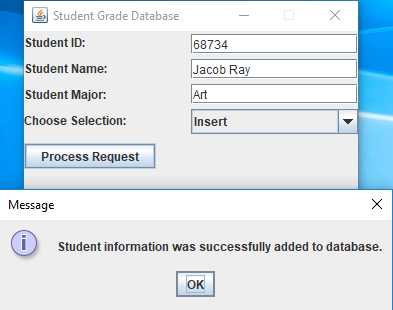 Student Grade Database
Student ID: 68734
Student Name: Jacob Ray
Student Major: Art
Choose Selection: Insert
Process Request
Message
Student information was successfully added to database.
OK